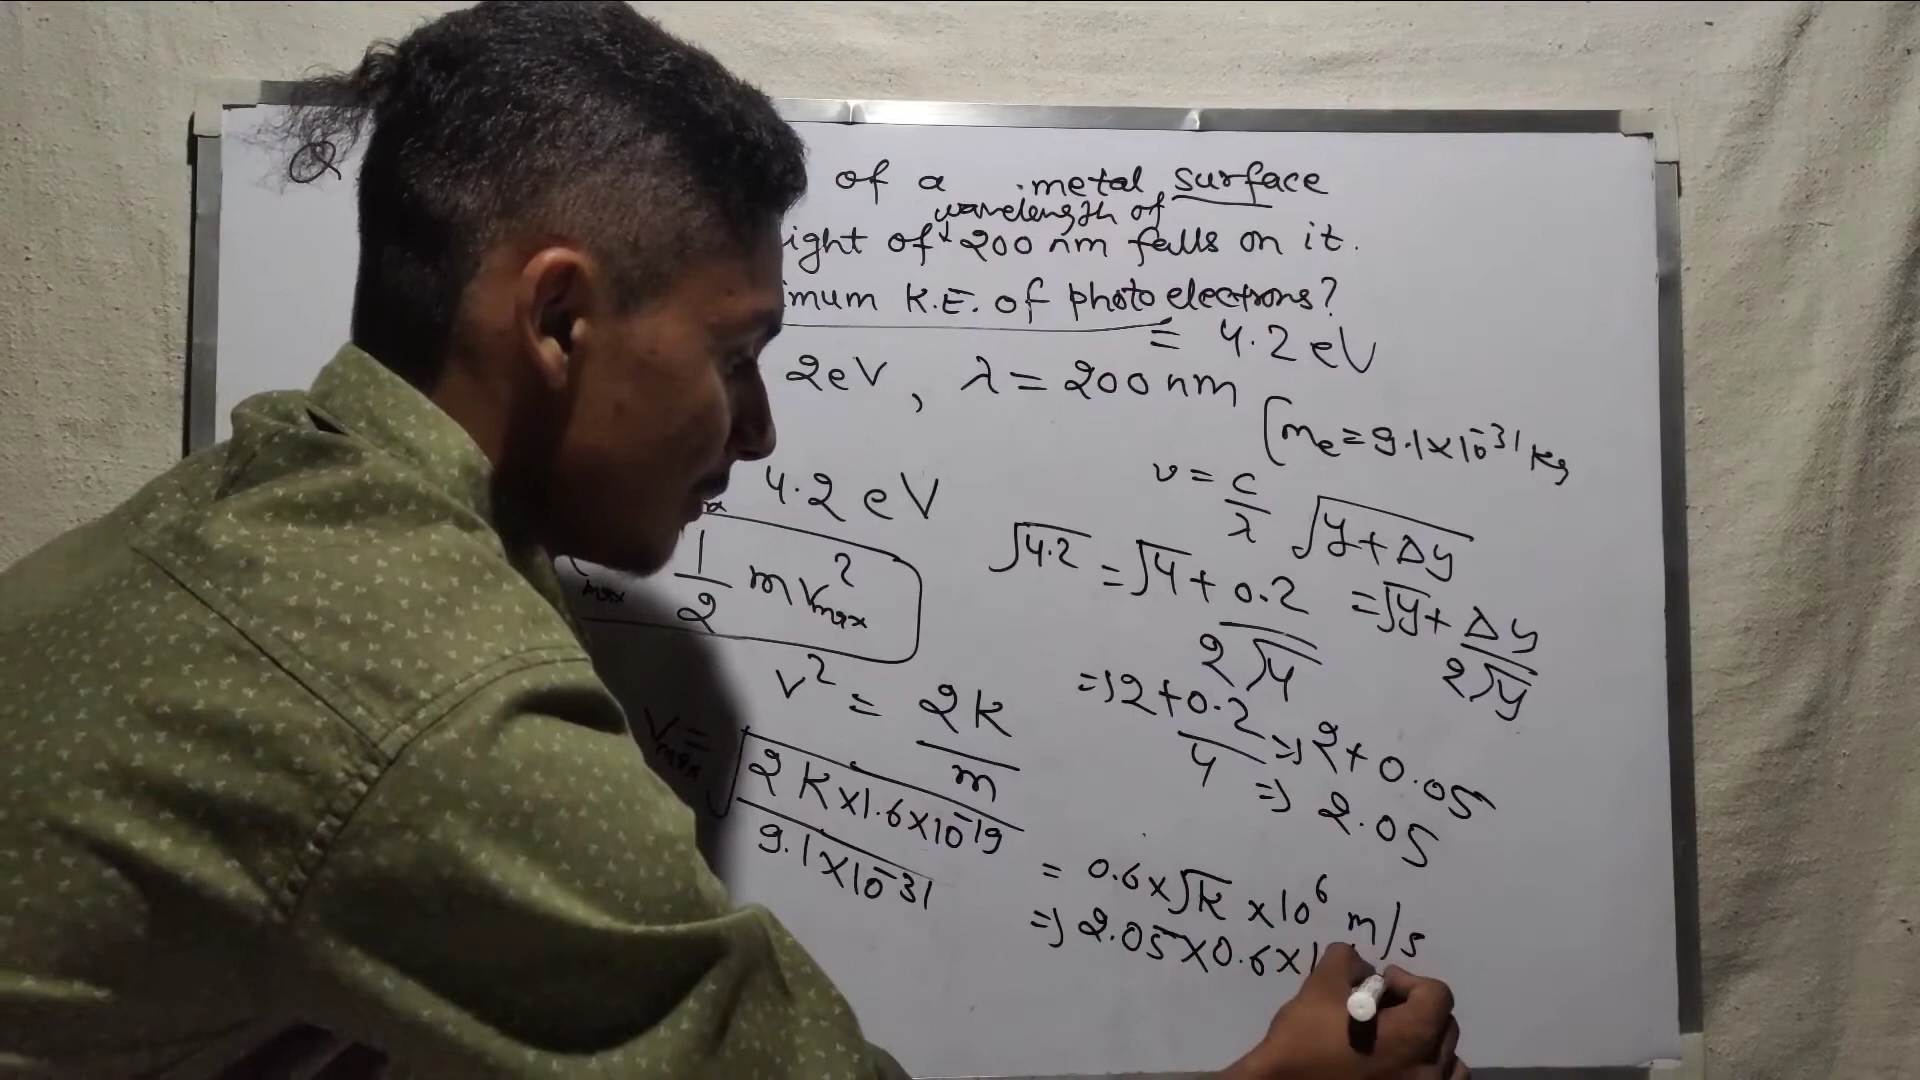 Q of a metal surface
wavelength of
ight of 200 nm falls on it.
imum K.E. of photo electrons?
= 4.2 eV
2eV, λ = 200 nm
[me = 9.1×10⁻³¹ kg
4.2 eV
ν = c/λ
√(y+Δy)
= √y + Δy/2√y
√4.2 = √4 + 0.2/2√4
max 1/2 mv²max
=> 2+0.2/4 => 2+0.05
=> 2.05
v² = 2K/m
Vmax = √(2K×1.6×10⁻¹⁹/9.1×10⁻³¹)
= 0.6×√K ×10⁶ m/s
=> 2.05×0.6×1